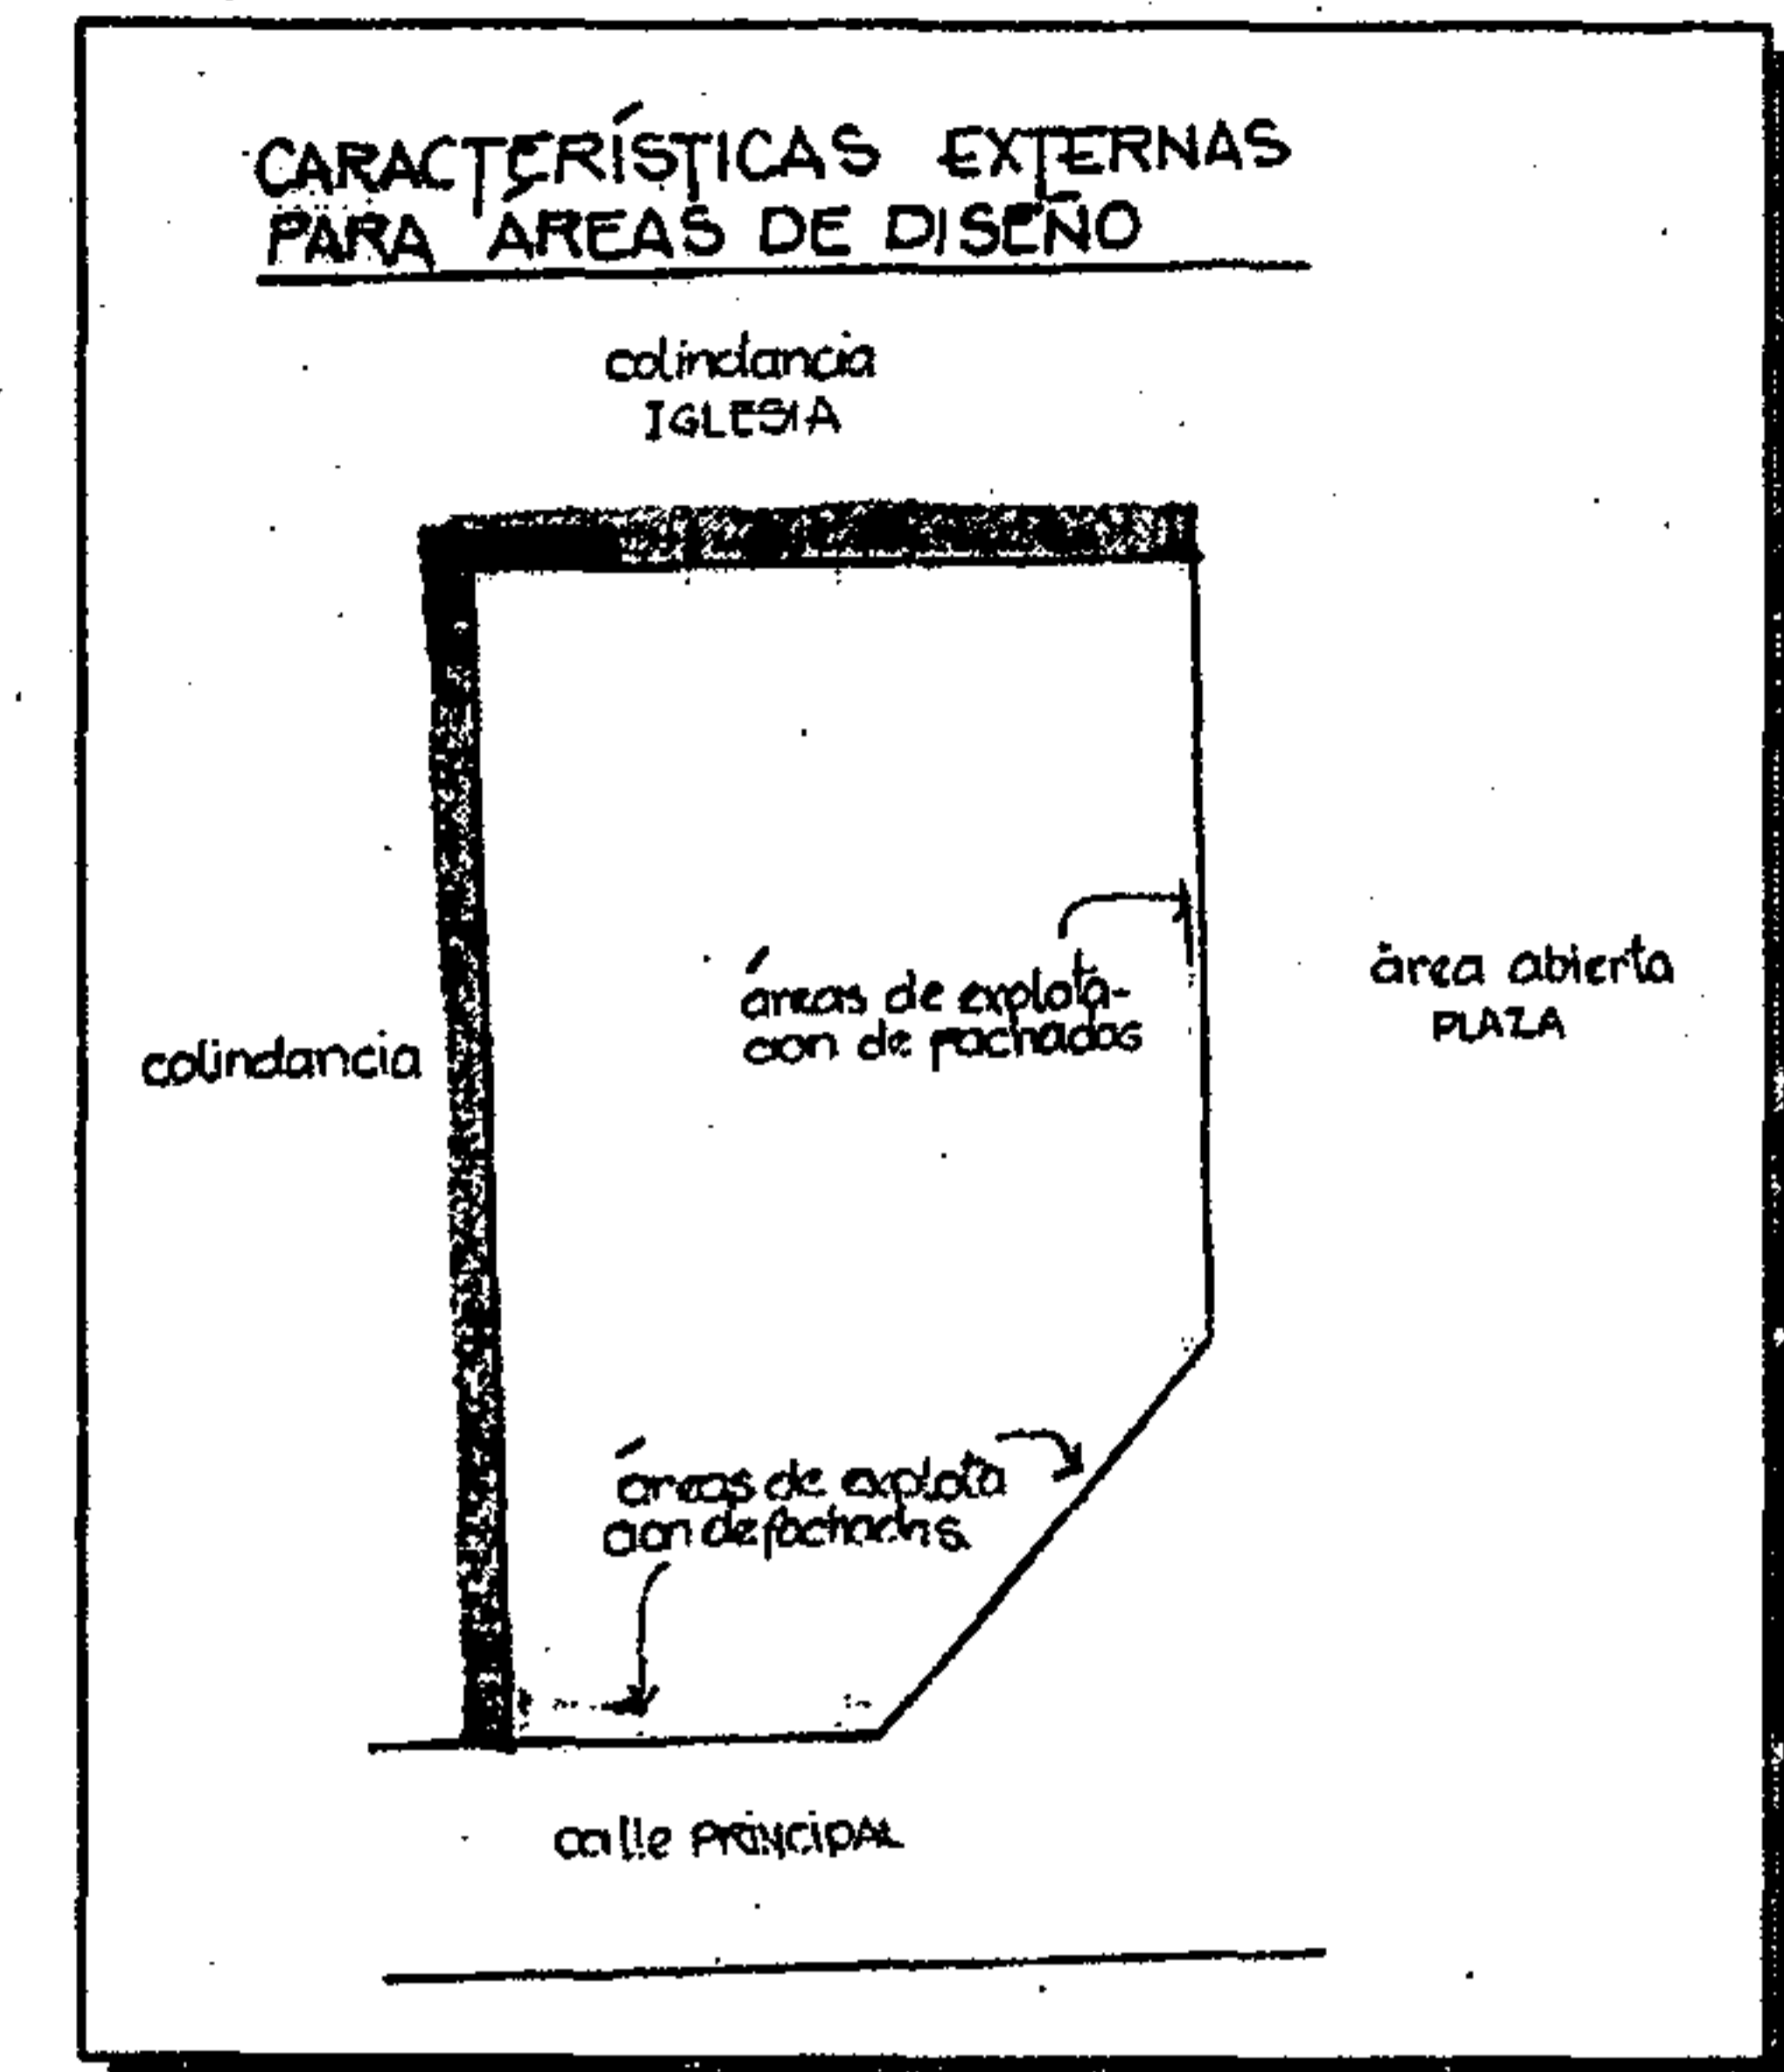 CARACTERÍSTICAS EXTERNAS
PARA AREAS DE DISEÑO
colindancia
IGLESIA
áreas de explota-
cion de fachadas
área abierta
PLAZA
colindancia
áreas de explota
cion de fachadas
calle PRINCIPAL